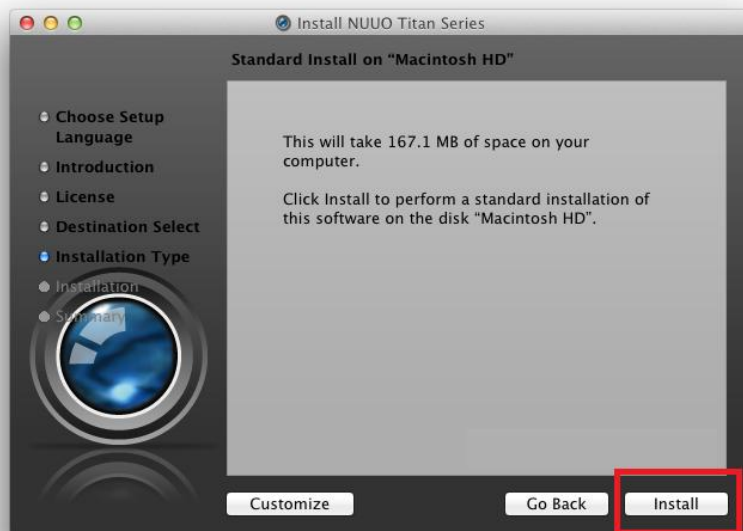 Install NUUO Titan Series
Standard Install on “Macintosh HD”
Choose Setup
Language
Introduction
License
Destination Select
Installation Type
Installation
Summary
This will take 167.1 MB of space on your
computer.
Click Install to perform a standard installation of
this software on the disk “Macintosh HD”.
Customize
Go Back
Install